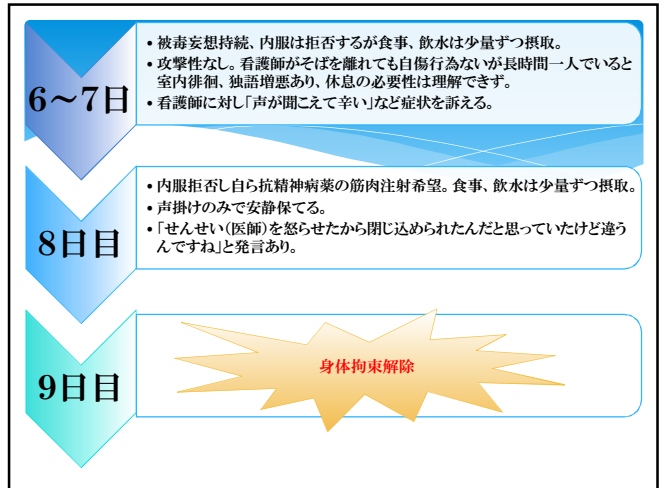 6～7日
• 被毒妄想持続、内服は拒否するが食事、飲水は少量ずつ摂取。
• 攻撃性なし。看護師がそばを離れても自傷行為ないが長時間一人でいると
室内徘徊、独語増悪あり、休息の必要性は理解できず。
• 看護師に対し「声が聞こえて辛い」など症状を訴える。
8日目
• 内服拒否し自ら抗精神病薬の筋肉注射希望。食事、飲水は少量ずつ摂取。
• 声掛けのみで安静保てる。
• 「せんせい(医師)を怒らせたから閉じ込められたんだと思っていたけど違う
んですね」と発言あり。
9日目
身体拘束解除